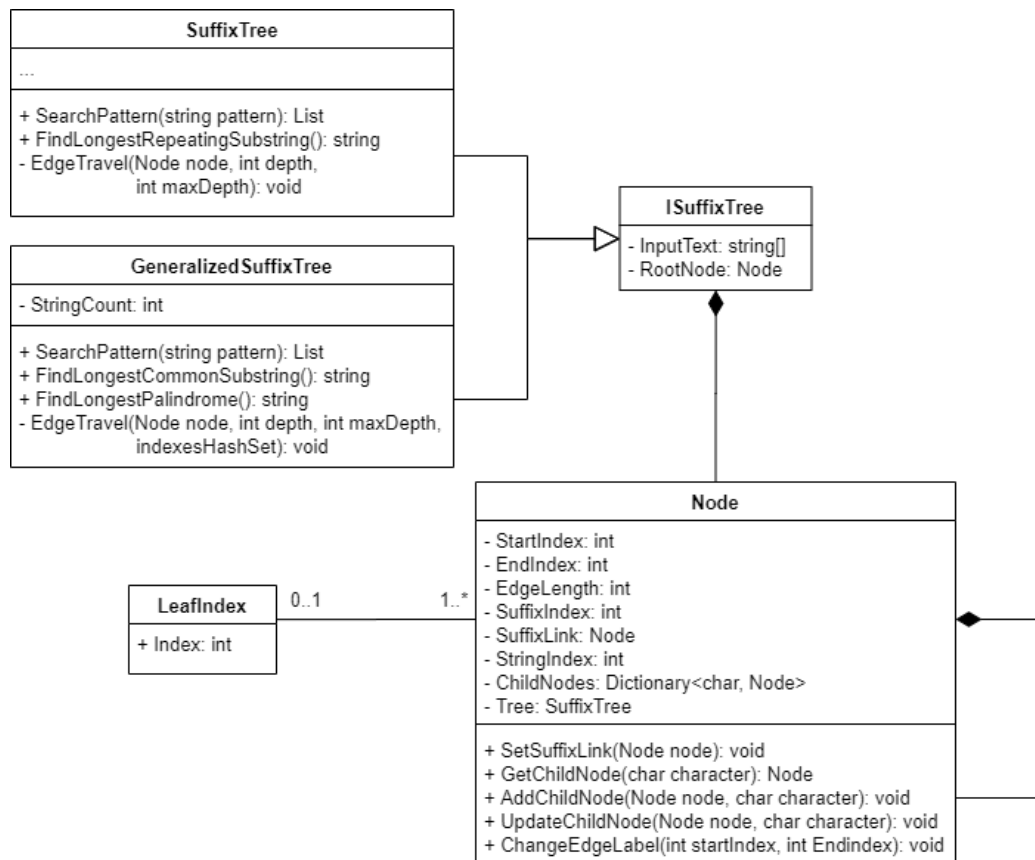 SuffixTree
...
+ SearchPattern(string pattern): List
+ FindLongestRepeatingSubstring(): string
- EdgeTravel(Node node, int depth,
int maxDepth): void
GeneralizedSuffixTree
- StringCount: int
+ SearchPattern(string pattern): List
+ FindLongestCommonSubstring(): string
+ FindLongestPalindrome(): string
- EdgeTravel(Node node, int depth, int maxDepth,
indexesHashSet): void
ISuffixTree
- InputText: string[]
- RootNode: Node
LeafIndex
+ Index: int
0..1
1..*
Node
- StartIndex: int
- EndIndex: int
- EdgeLength: int
- SuffixIndex: int
- SuffixLink: Node
- StringIndex: int
- ChildNodes: Dictionary<char, Node>
- Tree: SuffixTree
+ SetSuffixLink(Node node): void
+ GetChildNode(char character): Node
+ AddChildNode(Node node, char character): void
+ UpdateChildNode(Node node, char character): void
+ ChangeEdgeLabel(int startIndex, int Endindex): void